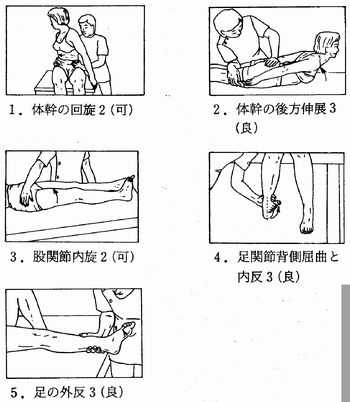 1．体幹の回旋2(可)
2．体幹の後方伸展3
(良)
3．股関節内旋2(可)
4．足関節背側屈曲と
内反3(良)
5．足の外反3(良)